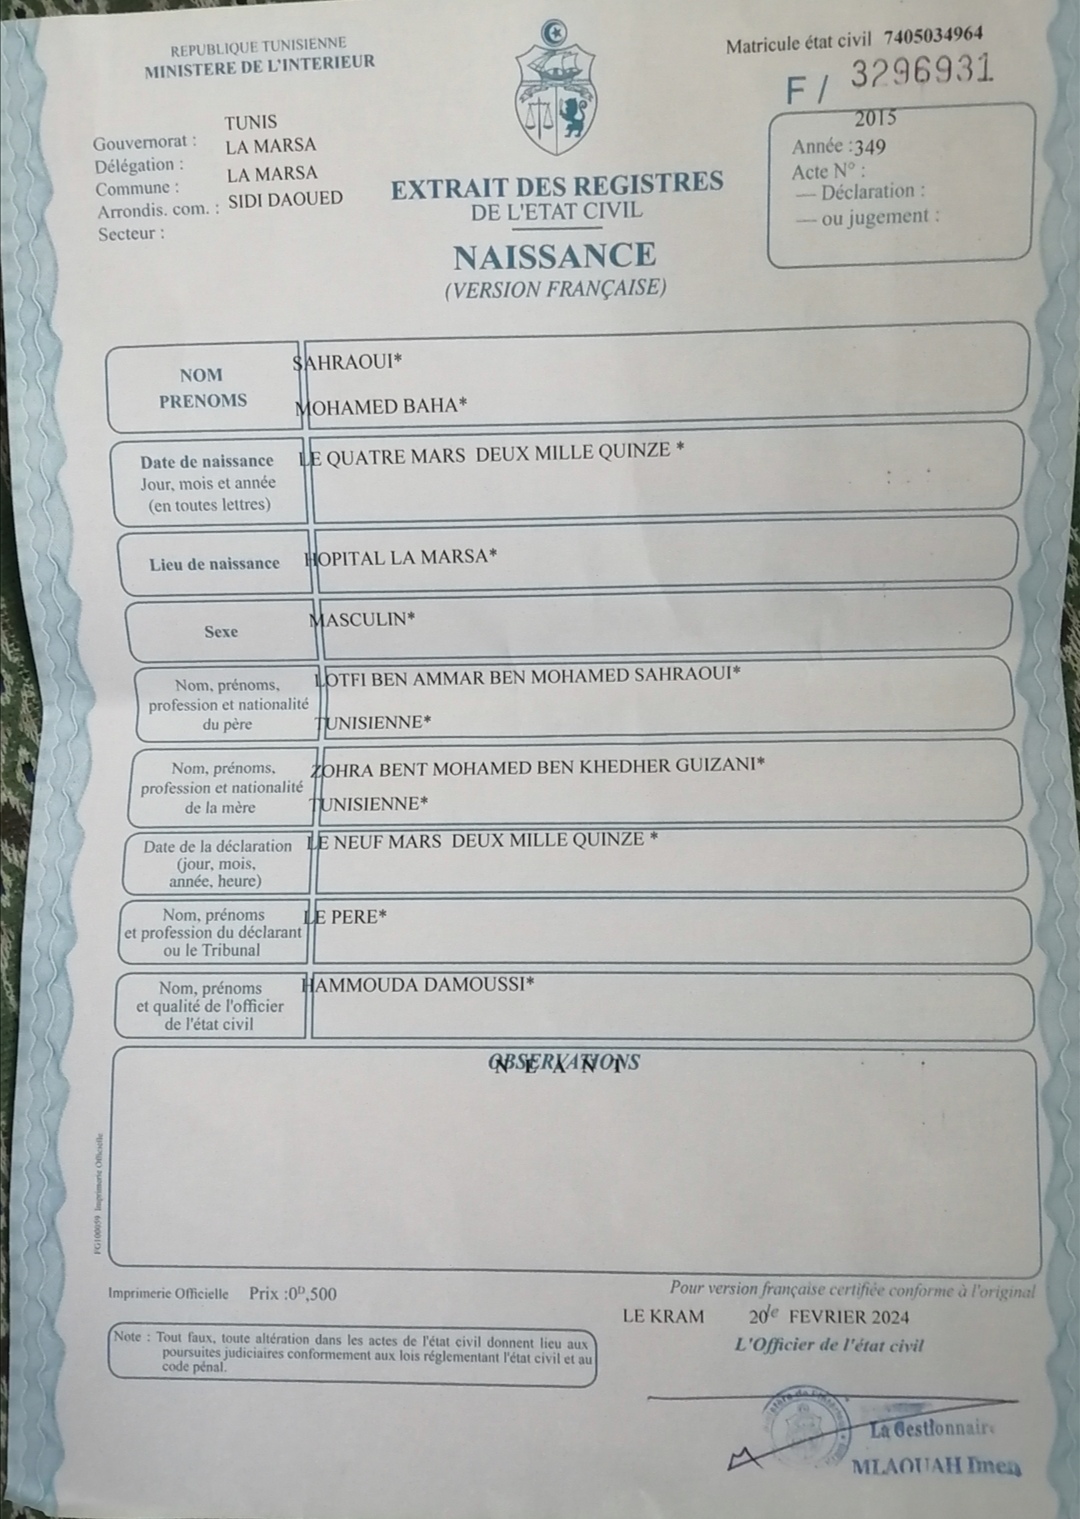 REPUBLIQUE TUNISIENNE
MINISTERE DE L'INTERIEUR
Matricule état civil 7405034964
F / 3296931
Gouvernorat : TUNIS
Délégation : LA MARSA
Commune : LA MARSA
Arrondis. com. : SIDI DAOUED
Secteur :
2015
Année :349
Acte N° :
— Déclaration :
— ou jugement :
EXTRAIT DES REGISTRES
DE L'ETAT CIVIL
NAISSANCE
(VERSION FRANÇAISE)
NOM SAHRAOUI*
PRENOMS MOHAMED BAHA*
Date de naissance LE QUATRE MARS DEUX MILLE QUINZE *
Jour, mois et année
(en toutes lettres)
Lieu de naissance HOPITAL LA MARSA*
Sexe MASCULIN*
Nom, prénoms, LOTFI BEN AMMAR BEN MOHAMED SAHRAOUI*
profession et nationalité
du père TUNISIENNE*
Nom, prénoms, ZOHRA BENT MOHAMED BEN KHEDHER GUIZANI*
profession et nationalité
de la mère TUNISIENNE*
Date de la déclaration LE NEUF MARS DEUX MILLE QUINZE *
(jour, mois,
année, heure)
Nom, prénoms LE PERE*
et profession du déclarant
ou le Tribunal
Nom, prénoms HAMMOUDA DAMOUSSI*
et qualité de l'officier
de l'état civil
OBSERVATIONS
N E A N T
FG100059 Imprimerie Officielle
Imprimerie Officielle Prix :0ᴰ,500
Pour version française certifiée conforme à l'original
LE KRAM 20 FEVRIER 2024
L'Officier de l'état civil
Note : Tout faux, toute altération dans les actes de l'état civil donnent lieu aux
poursuites judiciaires conformement aux lois réglementant l'état civil et au
code pénal.
La Gestionnaire
MLAOUAH Imen